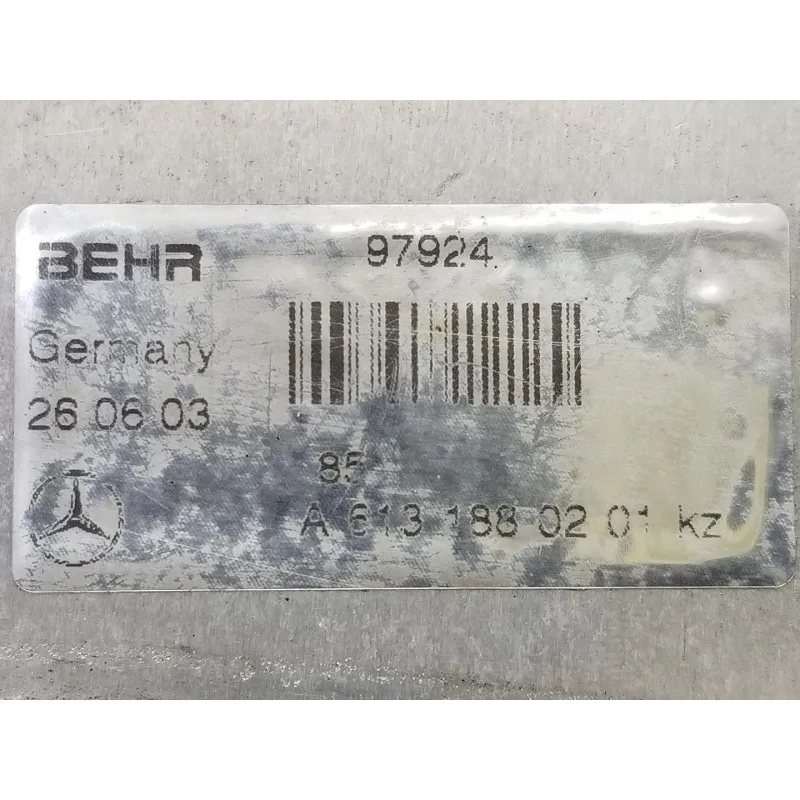 BEHR
97924
Germany
26 06 03
85
A 613 188 02 01 kz